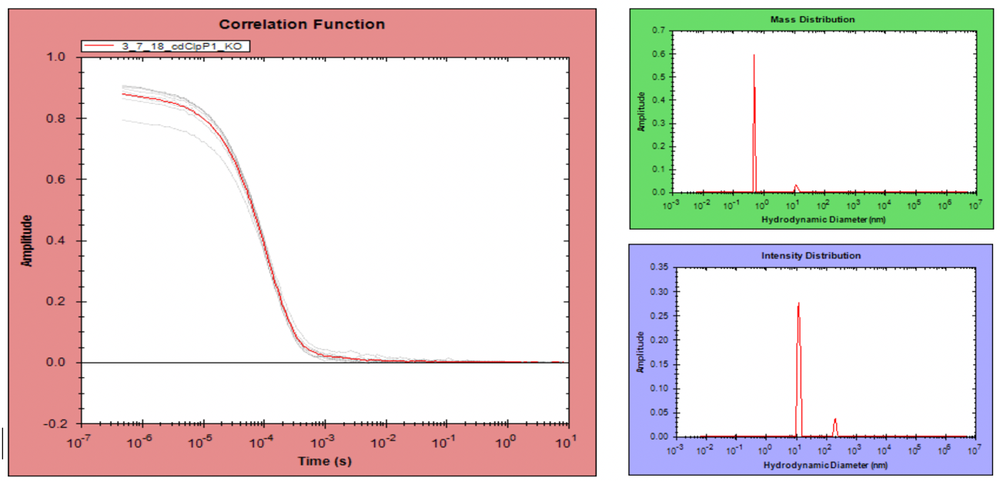 Correlation Function
3_7_18_cdClpP1_KO
1.0
0.8
0.6
0.4
0.2
0.0
-0.2
Amplitude
10-7 10-6 10-5 10-4 10-3 10-2 10-1 100 101
Time (s)
Mass Distribution
0.7
0.6
0.5
0.4
0.3
0.2
0.1
0.0
Amplitude
10-3 10-2 10-1 100 101 102 103 104 105 106 107
Hydrodynamic Diameter (nm)
Intensity Distribution
0.35
0.30
0.25
0.20
0.15
0.10
0.05
0.00
Amplitude
10-3 10-2 10-1 100 101 102 103 104 105 106 107
Hydrodynamic Diameter (nm)